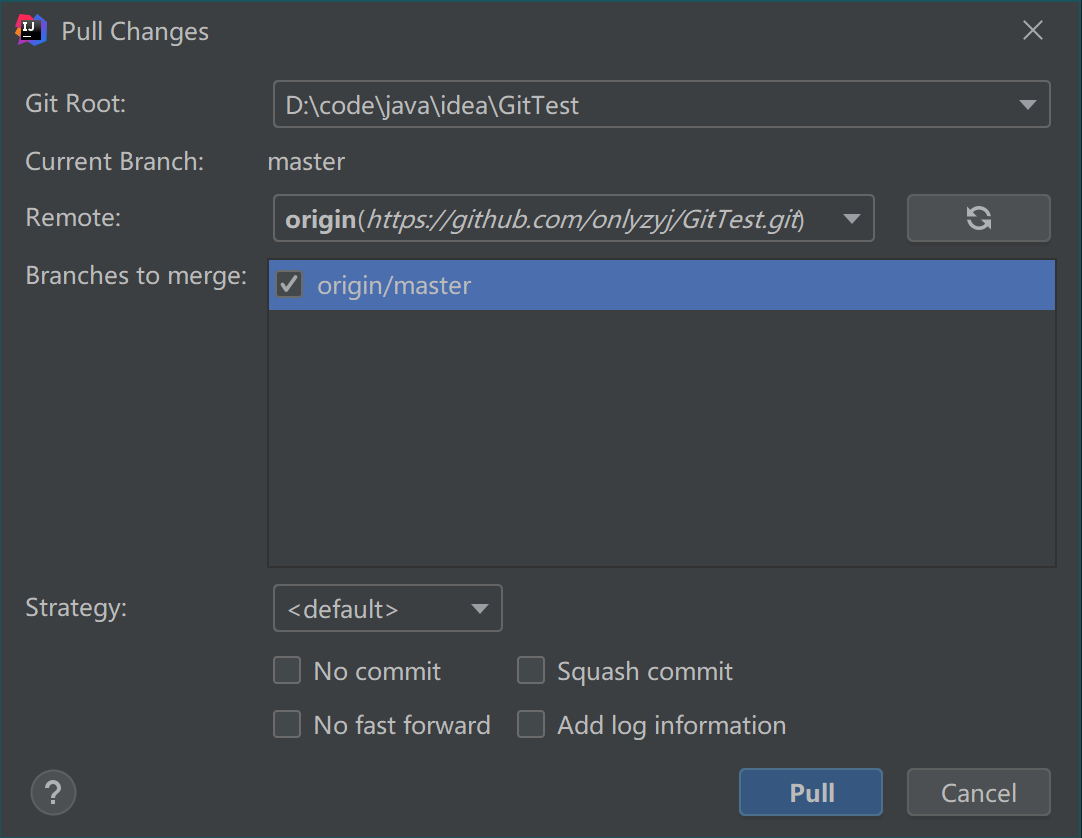 IJ
Pull Changes
Git Root:
D:\code\java\idea\GitTest
Current Branch:
master
Remote:
origin(https://github.com/onlyzyj/GitTest.git)
Branches to merge:
origin/master
Strategy:
<default>
No commit
Squash commit
No fast forward
Add log information
?
Pull
Cancel